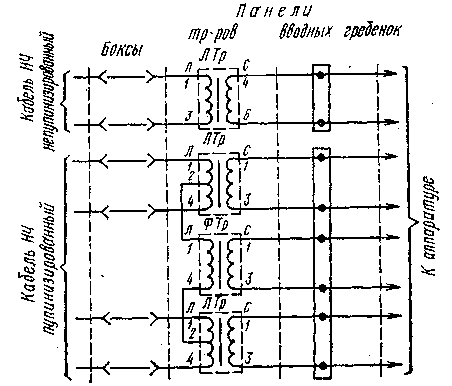 Панели
Боксы
тр-ров
вводных гребенок
Кабель НЧ
непупинизированный
ЛТр
Л
С
1
4
3
6
ЛТр
Л
С
1
1
2
4
3
Кабель НЧ
пупинизированный
ФТр
Л
С
1
1
4
3
ЛТр
Л
С
1
1
2
4
3
К аппаратуре